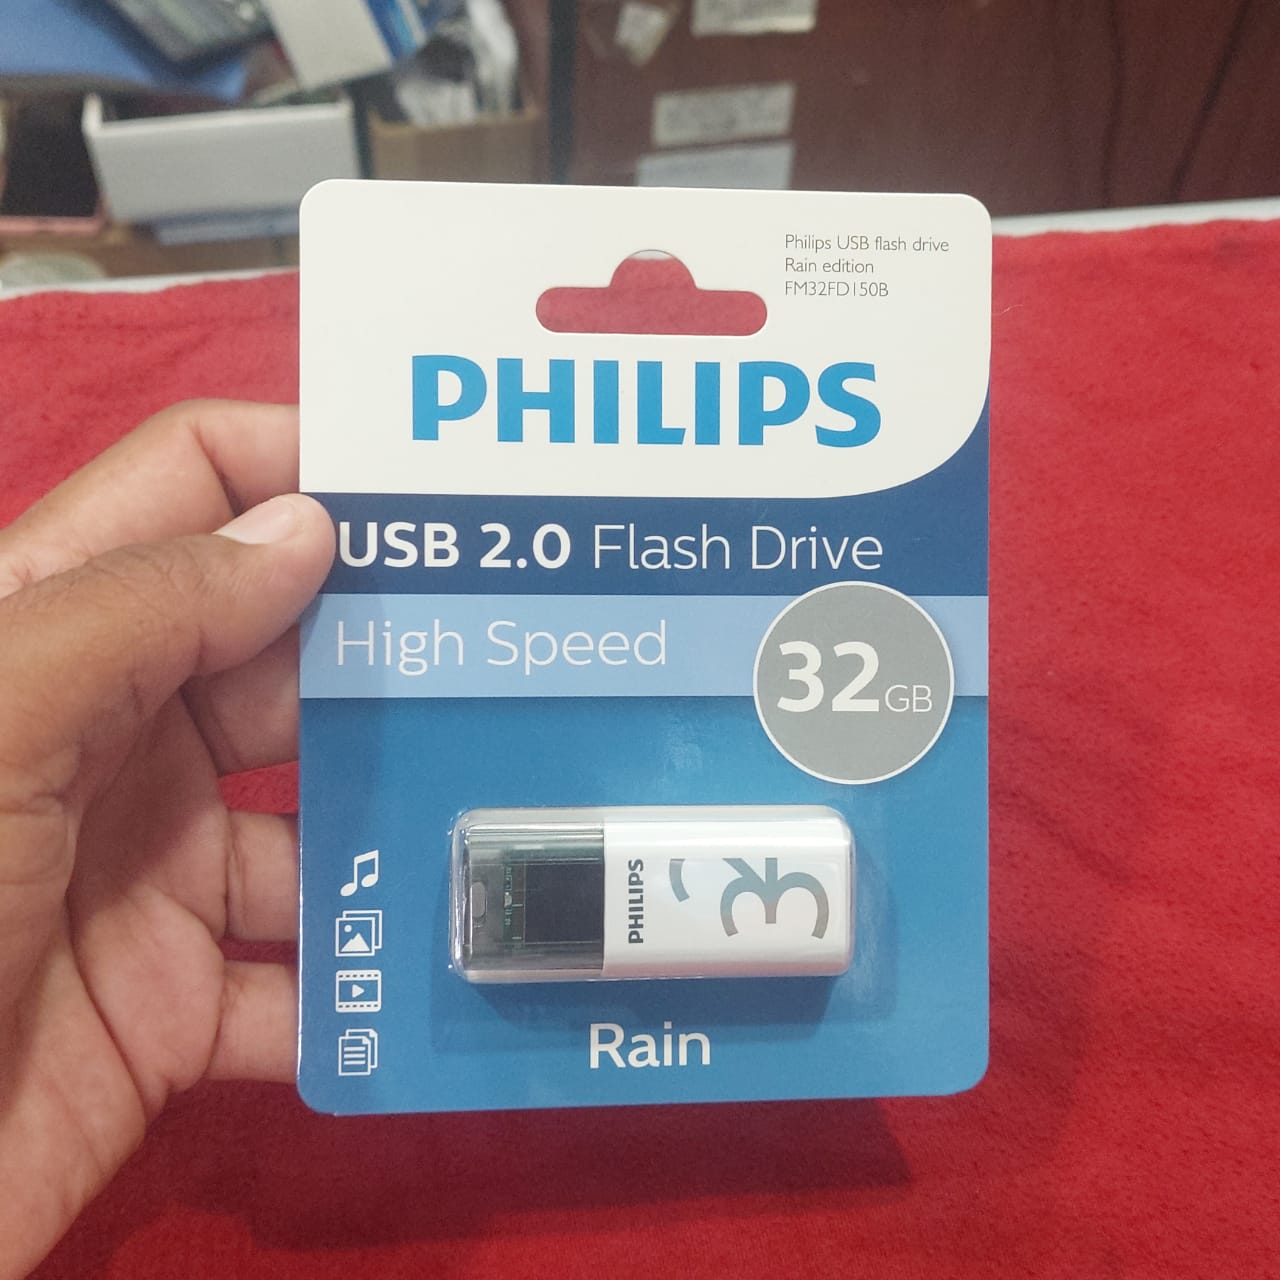 Philips USB flash drive
Rain edition
FM32FD150B
PHILIPS
USB 2.0 Flash Drive
High Speed
32GB
PHILIPS
32
Rain